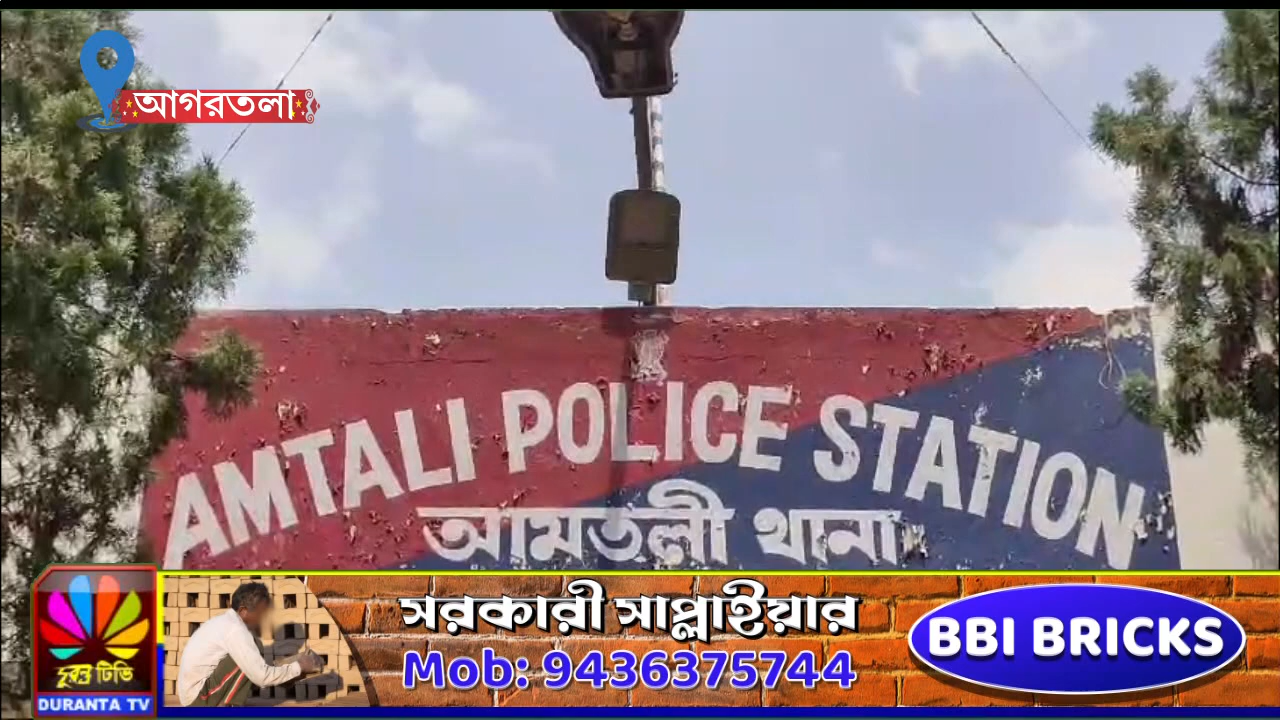 আগরতলা
AMTALI POLICE STATION
আমতলী থানা
সরকারী সাপ্লাইয়ার
Mob: 9436375744
BBI BRICKS
দুরন্ত টিভি
DURANTA TV